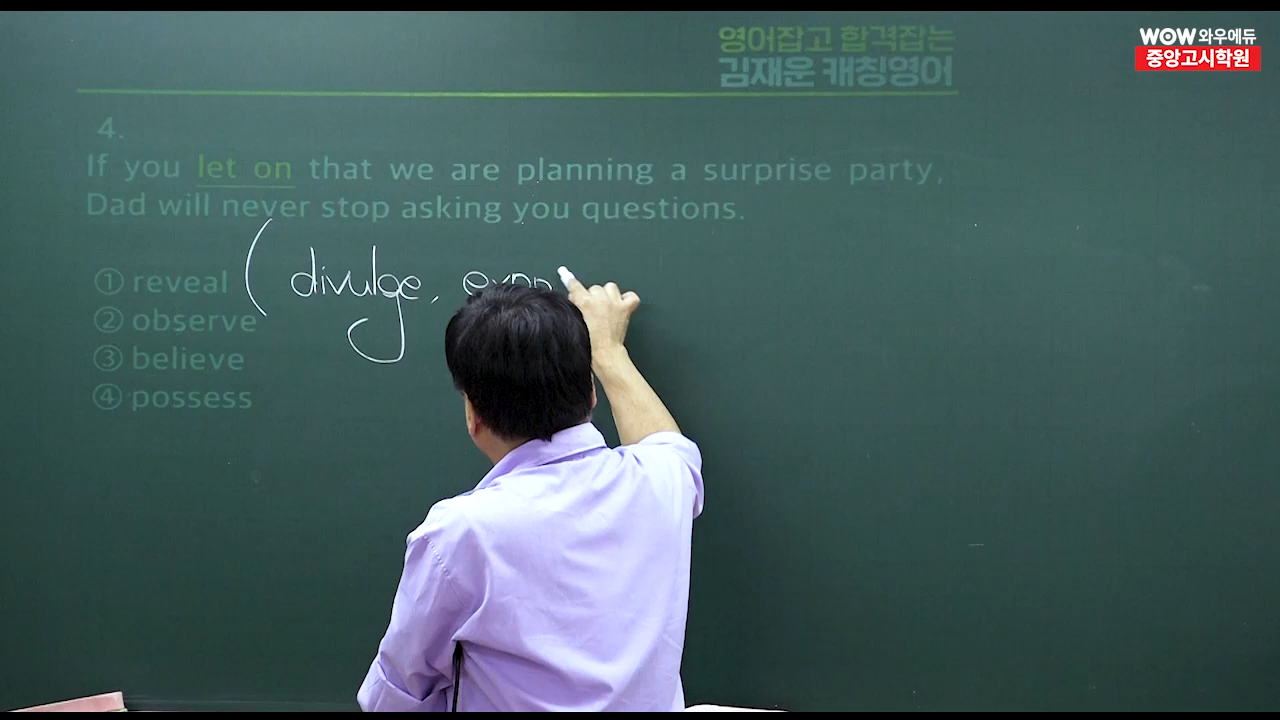 영어잡고 합격잡는
김재운 캐칭영어
WOW 와우에듀
중앙고시학원
4.
If you let on that we are planning a surprise party,
Dad will never stop asking you questions.
① reveal ( divulge,
② observe
③ believe
④ possess